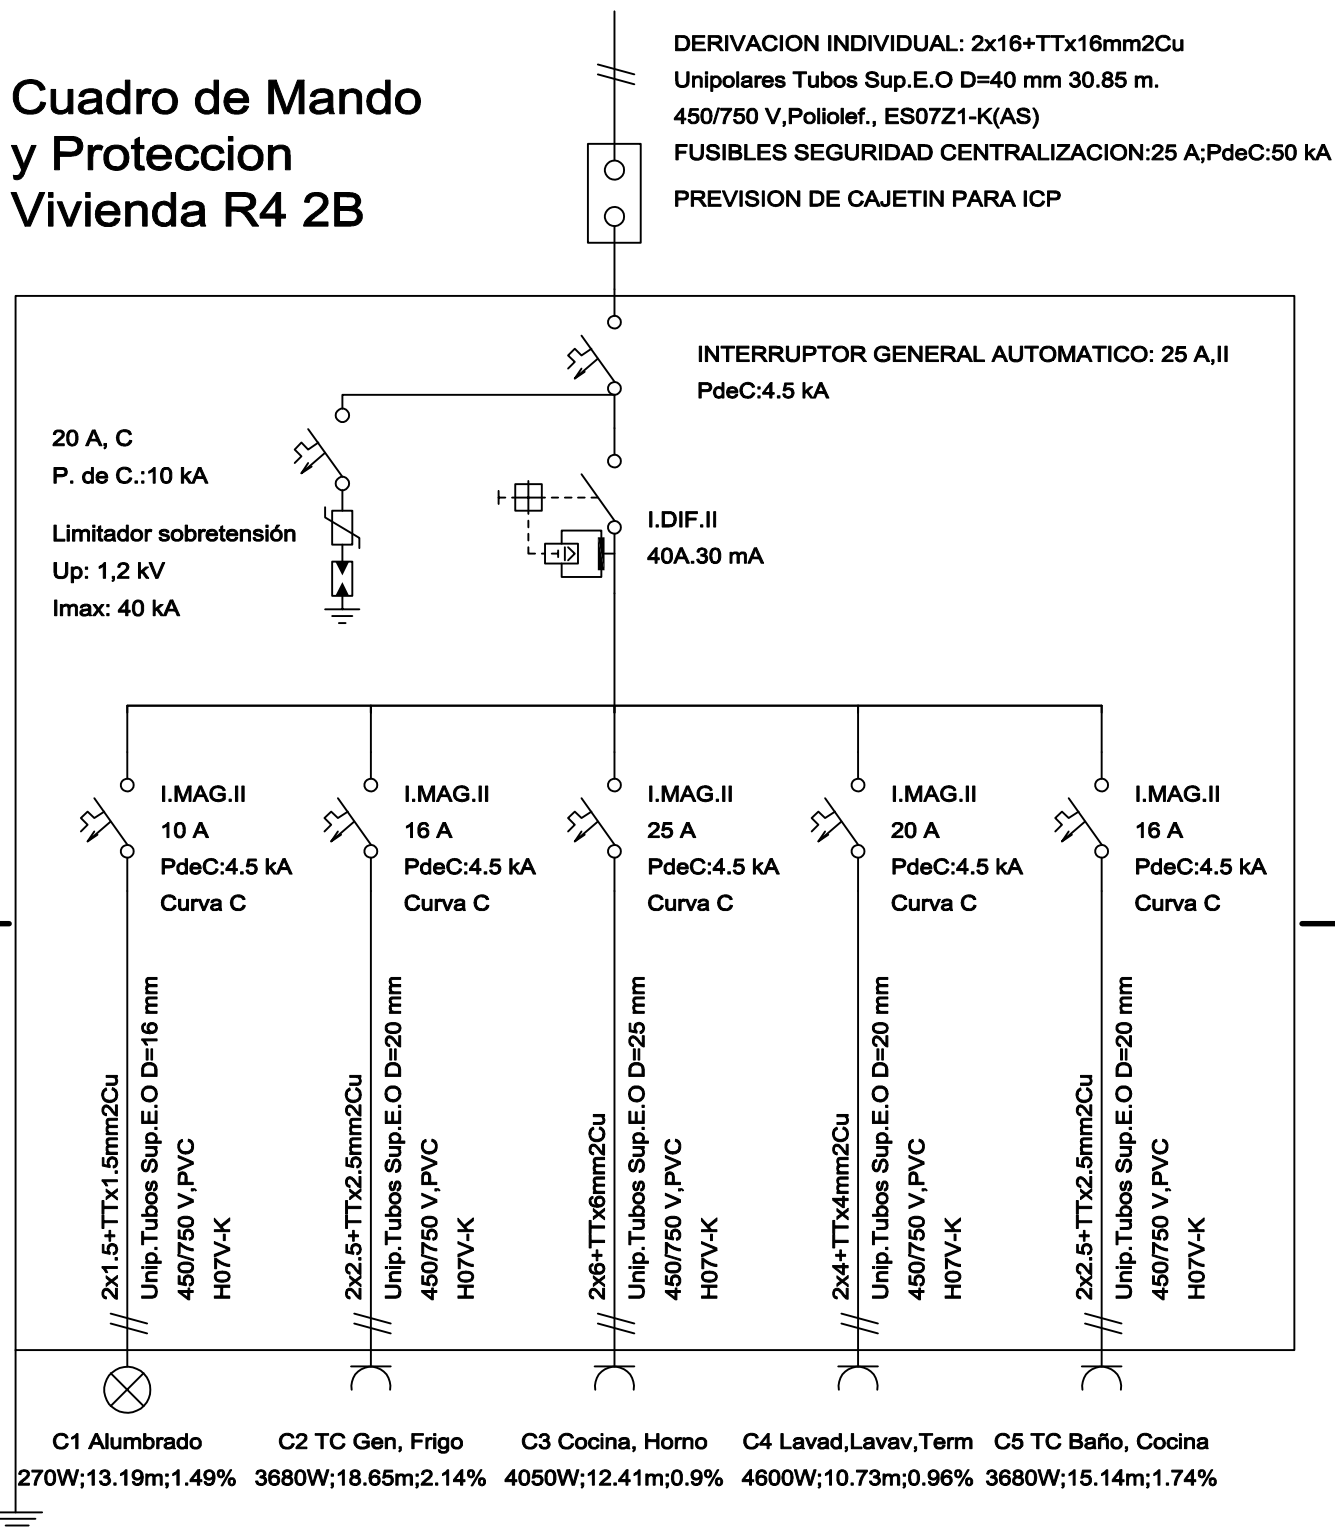 Cuadro de Mando
y Proteccion
Vivienda R4 2B
DERIVACION INDIVIDUAL: 2x16+TTx16mm2Cu
Unipolares Tubos Sup.E.O D=40 mm 30.85 m.
450/750 V,Poliolef., ES07Z1-K(AS)
FUSIBLES SEGURIDAD CENTRALIZACION:25 A;PdeC:50 kA
PREVISION DE CAJETIN PARA ICP
INTERRUPTOR GENERAL AUTOMATICO: 25 A,II
PdeC:4.5 kA
20 A, C
P. de C.:10 kA
Limitador sobretensión
Up: 1,2 kV
Imax: 40 kA
I.DIF.II
40A.30 mA
I.MAG.II
10 A
PdeC:4.5 kA
Curva C
I.MAG.II
16 A
PdeC:4.5 kA
Curva C
I.MAG.II
25 A
PdeC:4.5 kA
Curva C
I.MAG.II
20 A
PdeC:4.5 kA
Curva C
I.MAG.II
16 A
PdeC:4.5 kA
Curva C
2x1.5+TTx1.5mm2Cu
Unip.Tubos Sup.E.O D=16 mm
450/750 V,PVC
H07V-K
2x2.5+TTx2.5mm2Cu
Unip.Tubos Sup.E.O D=20 mm
450/750 V,PVC
H07V-K
2x6+TTx6mm2Cu
Unip.Tubos Sup.E.O D=25 mm
450/750 V,PVC
H07V-K
2x4+TTx4mm2Cu
Unip.Tubos Sup.E.O D=20 mm
450/750 V,PVC
H07V-K
2x2.5+TTx2.5mm2Cu
Unip.Tubos Sup.E.O D=20 mm
450/750 V,PVC
H07V-K
C1 Alumbrado
270W;13.19m;1.49%
C2 TC Gen, Frigo
3680W;18.65m;2.14%
C3 Cocina, Horno
4050W;12.41m;0.9%
C4 Lavad,Lavav,Term
4600W;10.73m;0.96%
C5 TC Baño, Cocina
3680W;15.14m;1.74%